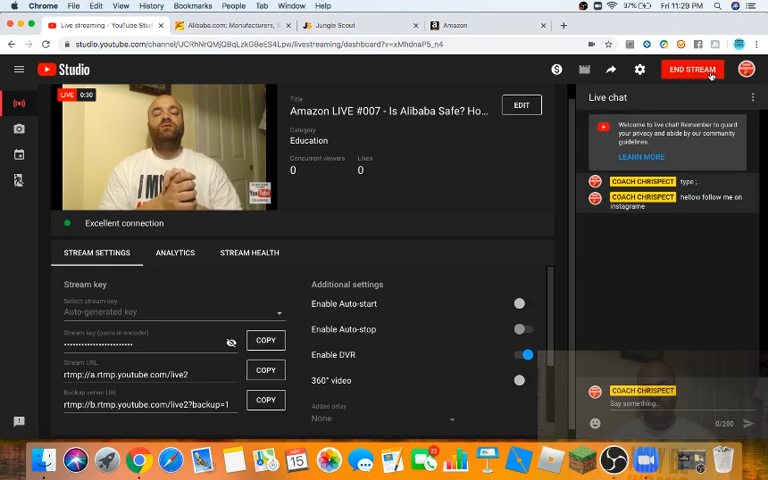 Chrome File Edit View History Bookmarks People Tab Window Help 37% Fri 11:29 PM
Live streaming - YouTube Stud
Alibaba.com: Manufacturers, S
Jungle Scout
Amazon
studio.youtube.com/channel/UCRhNrQMjQBqLzkGBeES4Lpw/livestreaming/dashboard?v=xMhdnaP5_n4
Studio
END STREAM
LIVE 0:30
YouTube
Title
Amazon LIVE #007 - Is Alibaba Safe? Ho...
EDIT
Category
Education
Concurrent viewers Likes
0 0
Excellent connection
STREAM SETTINGS ANALYTICS STREAM HEALTH
Stream key
Select stream key
Auto-generated key
Stream key (paste in encoder)
COPY
Stream URL
rtmp://a.rtmp.youtube.com/live2
COPY
Backup server URL
rtmp://b.rtmp.youtube.com/live2?backup=1
COPY
Additional settings
Enable Auto-start
Enable Auto-stop
Enable DVR
360° video
Added delay
None
Live chat
Welcome to live chat! Remember to guard
your privacy and abide by our community
guidelines.
LEARN MORE
COACH CHRISPECT type ;.
COACH CHRISPECT hellow follow me on
instagrame
COACH CHRISPECT
Say something...
0/200
15
22